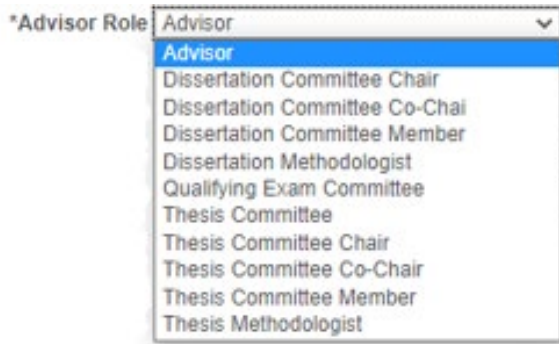 *Advisor Role Advisor
Advisor
Dissertation Committee Chair
Dissertation Committee Co-Chai
Dissertation Committee Member
Dissertation Methodologist
Qualifying Exam Committee
Thesis Committee
Thesis Committee Chair
Thesis Committee Co-Chair
Thesis Committee Member
Thesis Methodologist